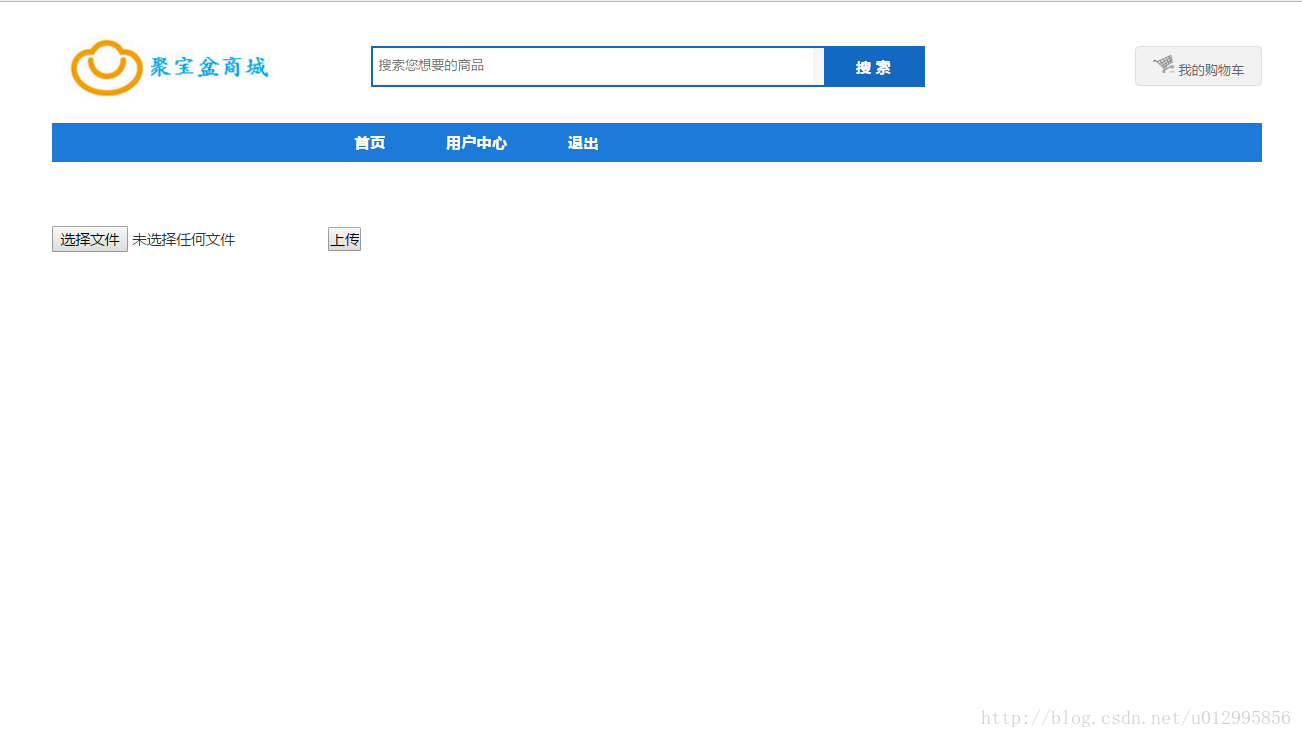 聚宝盆商城
搜索您想要的商品
搜 索
我的购物车
首页 用户中心 退出
选择文件 未选择任何文件 上传
http://blog.csdn.net/u012995856